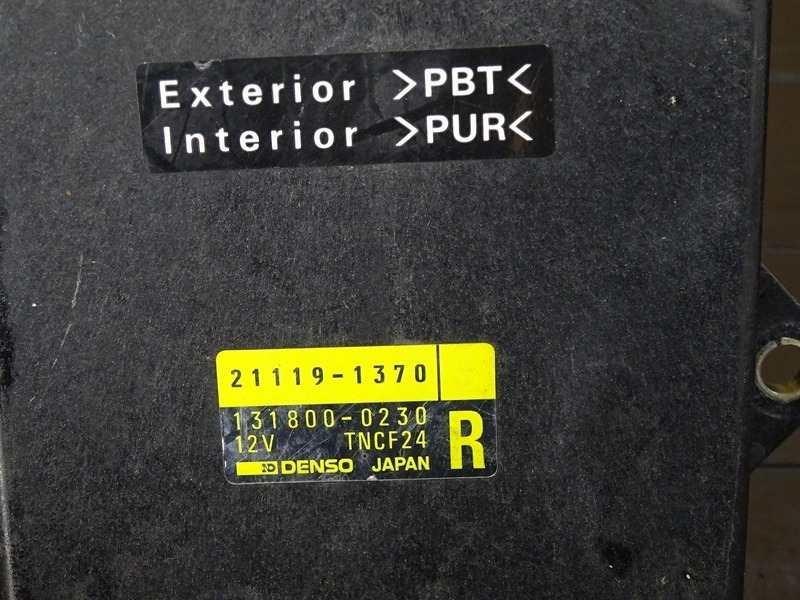 Exterior >PBT<
Interior >PUR<
21119-1370
131800-0230
12V TNCF24 R
DENSO JAPAN